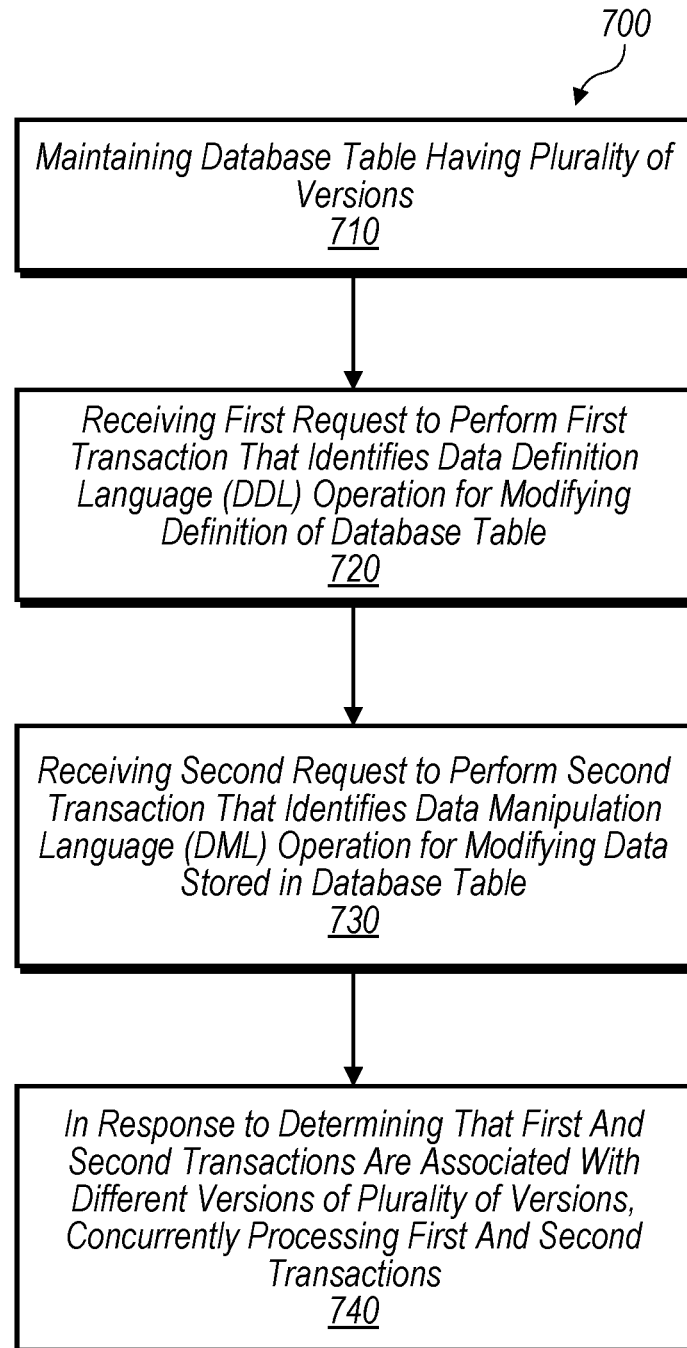 700
Maintaining Database Table Having Plurality of
Versions
710
Receiving First Request to Perform First
Transaction That Identifies Data Definition
Language (DDL) Operation for Modifying
Definition of Database Table
720
Receiving Second Request to Perform Second
Transaction That Identifies Data Manipulation
Language (DML) Operation for Modifying Data
Stored in Database Table
730
In Response to Determining That First And
Second Transactions Are Associated With
Different Versions of Plurality of Versions,
Concurrently Processing First And Second
Transactions
740